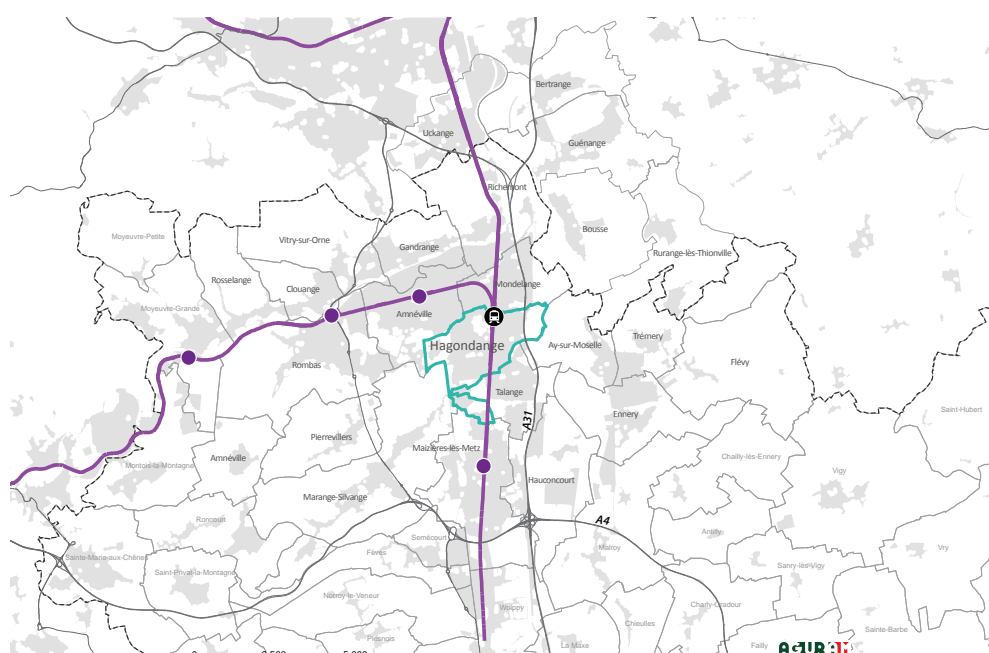 Bertrange
Uckange
Guénange
Richemont
Moyeuvre-Petite
Vitry-sur-Orne
Gandrange
Bousse
Rurange-lès-Thionville
Rosselange
Clouange
Mondelange
Moyeuvre-Grande
Amnéville
Hagondange
Ay-sur-Moselle
Trémery
Rombas
Flévy
Talange
Saint-Hubert
Ennery
A31
Pierrevillers
Maizières-lès-Metz
Amnéville
Montois-la-Montagne
Chailly-lès-Ennery
Vigy
Hauconcourt
Marange-Silvange
Roncourt
A4
Antilly
Semécourt
Malroy
Vry
Fèves
Sainte-Marie-aux-Chênes
Saint-Privat-la-Montagne
Sanry-lès-Vigy
Norroy-le-Veneur
Woippy
Charly-Oradour
Chieulles
Sainte-Barbe
Plesnois
La Maxe
Failly